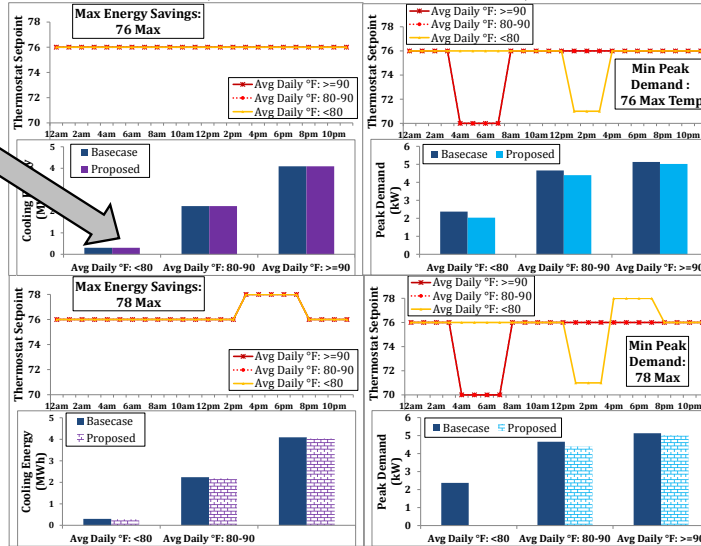 Max Energy Savings:
76 Max
Thermostat Setpoint
78
76
74
72
70
Avg Daily °F: >=90
Avg Daily °F: 80-90
Avg Daily °F: <80
12am 2am 4am 6am 8am 10am 12pm 2pm 4pm 6pm 8pm 10pm
Avg Daily °F: >=90
Avg Daily °F: 80-90
Avg Daily °F: <80
Thermostat Setpoint
78
76
74
72
70
Min Peak
Demand :
76 Max Temp
12am 2am 4am 6am 8am 10am 12pm 2pm 4pm 6pm 8pm 10pm
Basecase
Proposed
Cooling
5
4
2
1
0
Avg Daily °F: <80 Avg Daily °F: 80-90 Avg Daily °F: >=90
Basecase Proposed
Peak Demand
(kW)
6
5
4
3
2
1
0
Avg Daily °F: <80 Avg Daily °F: 80-90 Avg Daily °F: >=90
Max Energy Savings:
78 Max
Thermostat Setpoint
78
76
74
72
70
Avg Daily °F: >=90
Avg Daily °F: 80-90
Avg Daily °F: <80
12am 2am 4am 6am 8am 10am 12pm 2pm 4pm 6pm 8pm 10pm
Avg Daily °F: >=90
Avg Daily °F: 80-90
Avg Daily °F: <80
Thermostat Setpoint
78
76
74
72
70
Min Peak
Demand:
78 Max
12am 2am 4am 6am 8am 10am 12pm 2pm 4pm 6pm 8pm 10pm
Basecase
Proposed
Cooling Energy
(MWh)
5
4
3
2
1
0
Avg Daily °F: <80 Avg Daily °F: 80-90
Basecase Proposed
Peak Demand
(kW)
6
5
4
3
2
1
0
Avg Daily °F: <80 Avg Daily °F: 80-90 Avg Daily °F: >=90